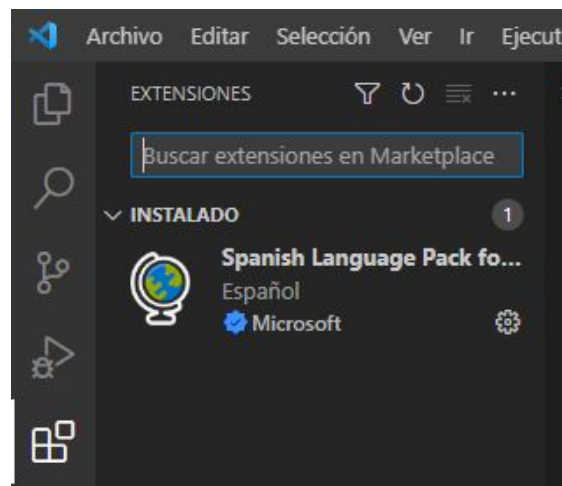 Archivo Editar Selección Ver Ir Ejecut
EXTENSIONES
Buscar extensiones en Marketplace
INSTALADO 1
Spanish Language Pack fo...
Español
Microsoft